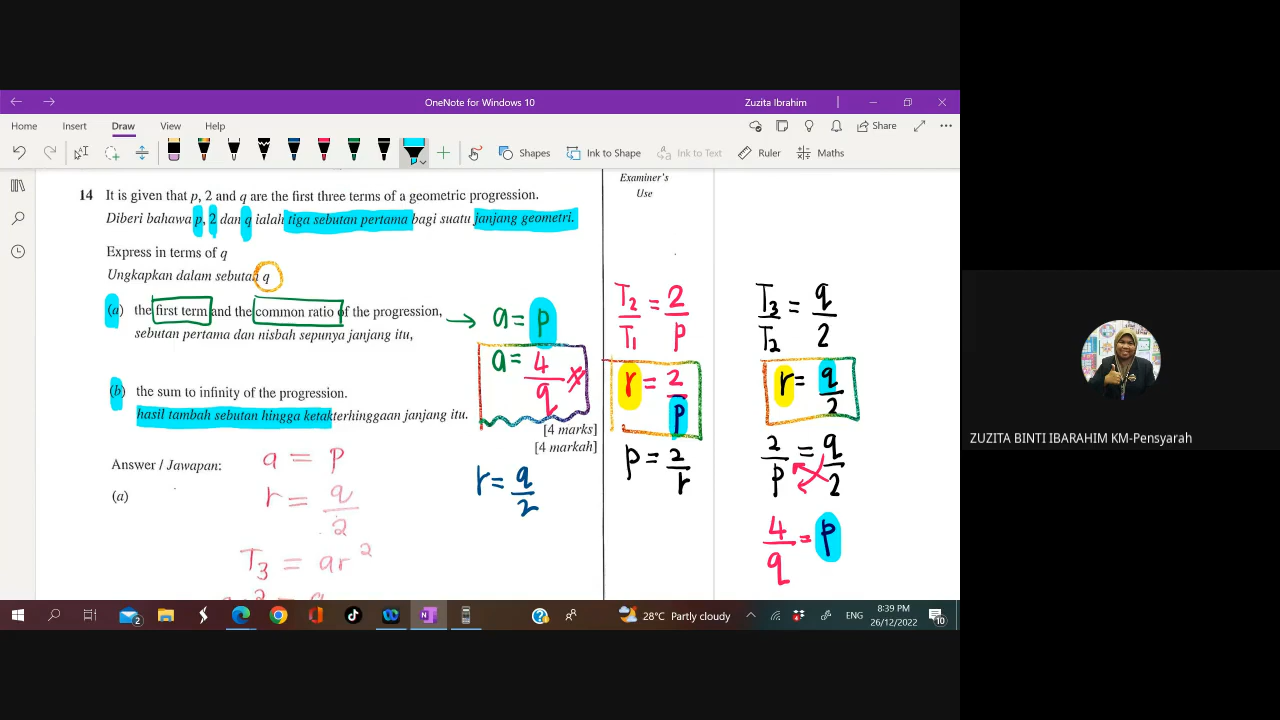 OneNote for Windows 10
Zuzita Ibrahim
Home Insert Draw View Help
Share
Shapes
Ink to Shape
Ink to Text
Ruler
Maths
14 It is given that p, 2 and q are the first three terms of a geometric progression.
Diberi bahawa p, 2 dan q ialah tiga sebutan pertama bagi suatu janjang geometri.
Express in terms of q
Ungkapkan dalam sebutan q
(a) the first term and the common ratio of the progression,
sebutan pertama dan nisbah sepunya janjang itu,
(b) the sum to infinity of the progression.
hasil tambah sebutan hingga ketakterhinggaan janjang itu.
[4 marks]
[4 markah]
Answer / Jawapan:
(a)
a = p
r = q/2
T3 = ar2
→ a = p
a = 4/q
r = q/2
Examiner's
Use
T2/T1 = 2/p
r = 2/p
p = 2/r
T3/T2 = q/2
r = q/2
2/p = q/2
4/q = p
ZUZITA BINTI IBARAHIM KM-Pensyarah
2
28°C Partly cloudy
ENG
8:39 PM
26/12/2022
10